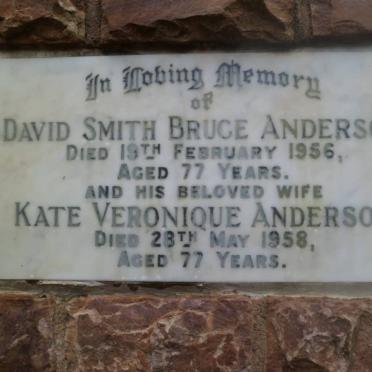 In Loving Memory
of
DAVID SMITH BRUCE ANDERSO
DIED 19TH FEBRUARY 1956,
AGED 77 YEARS.
AND HIS BELOVED WIFE
KATE VERONIQUE ANDERSO
DIED 28TH MAY 1958,
AGED 77 YEARS.